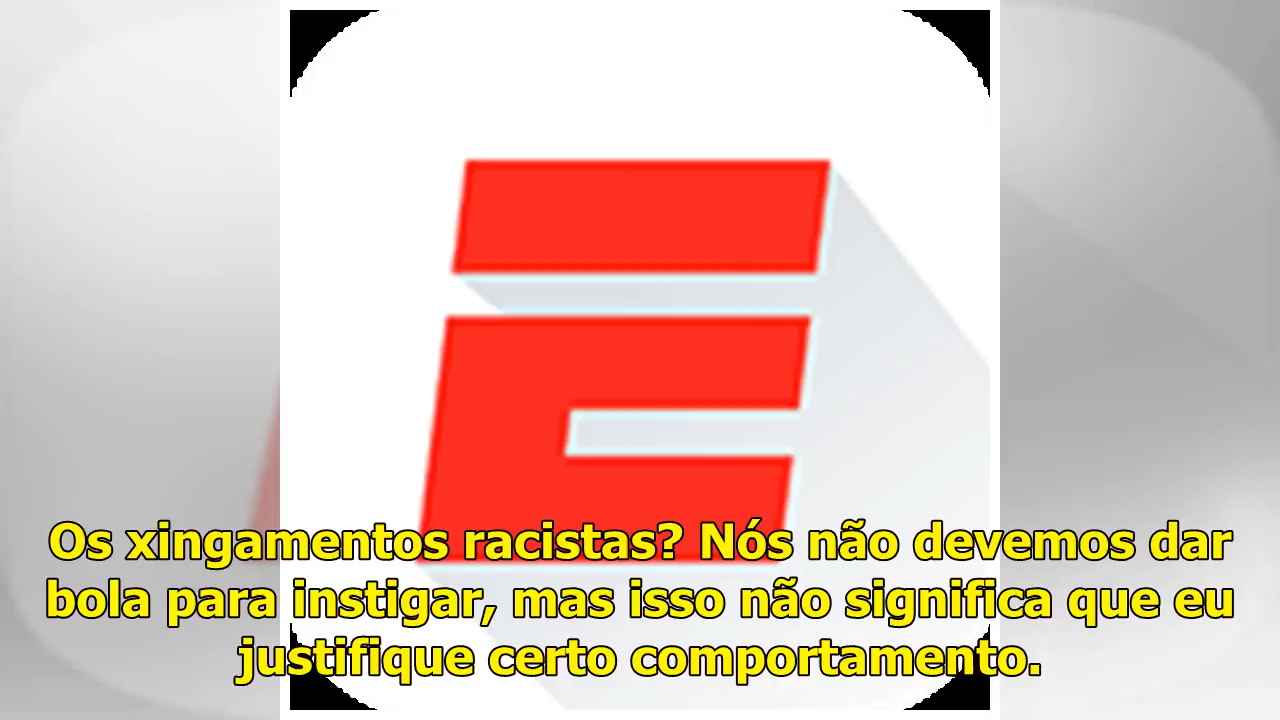 E
Os xingamentos racistas? Nós não devemos dar
bola para instigar, mas isso não significa que eu
justifique certo comportamento.